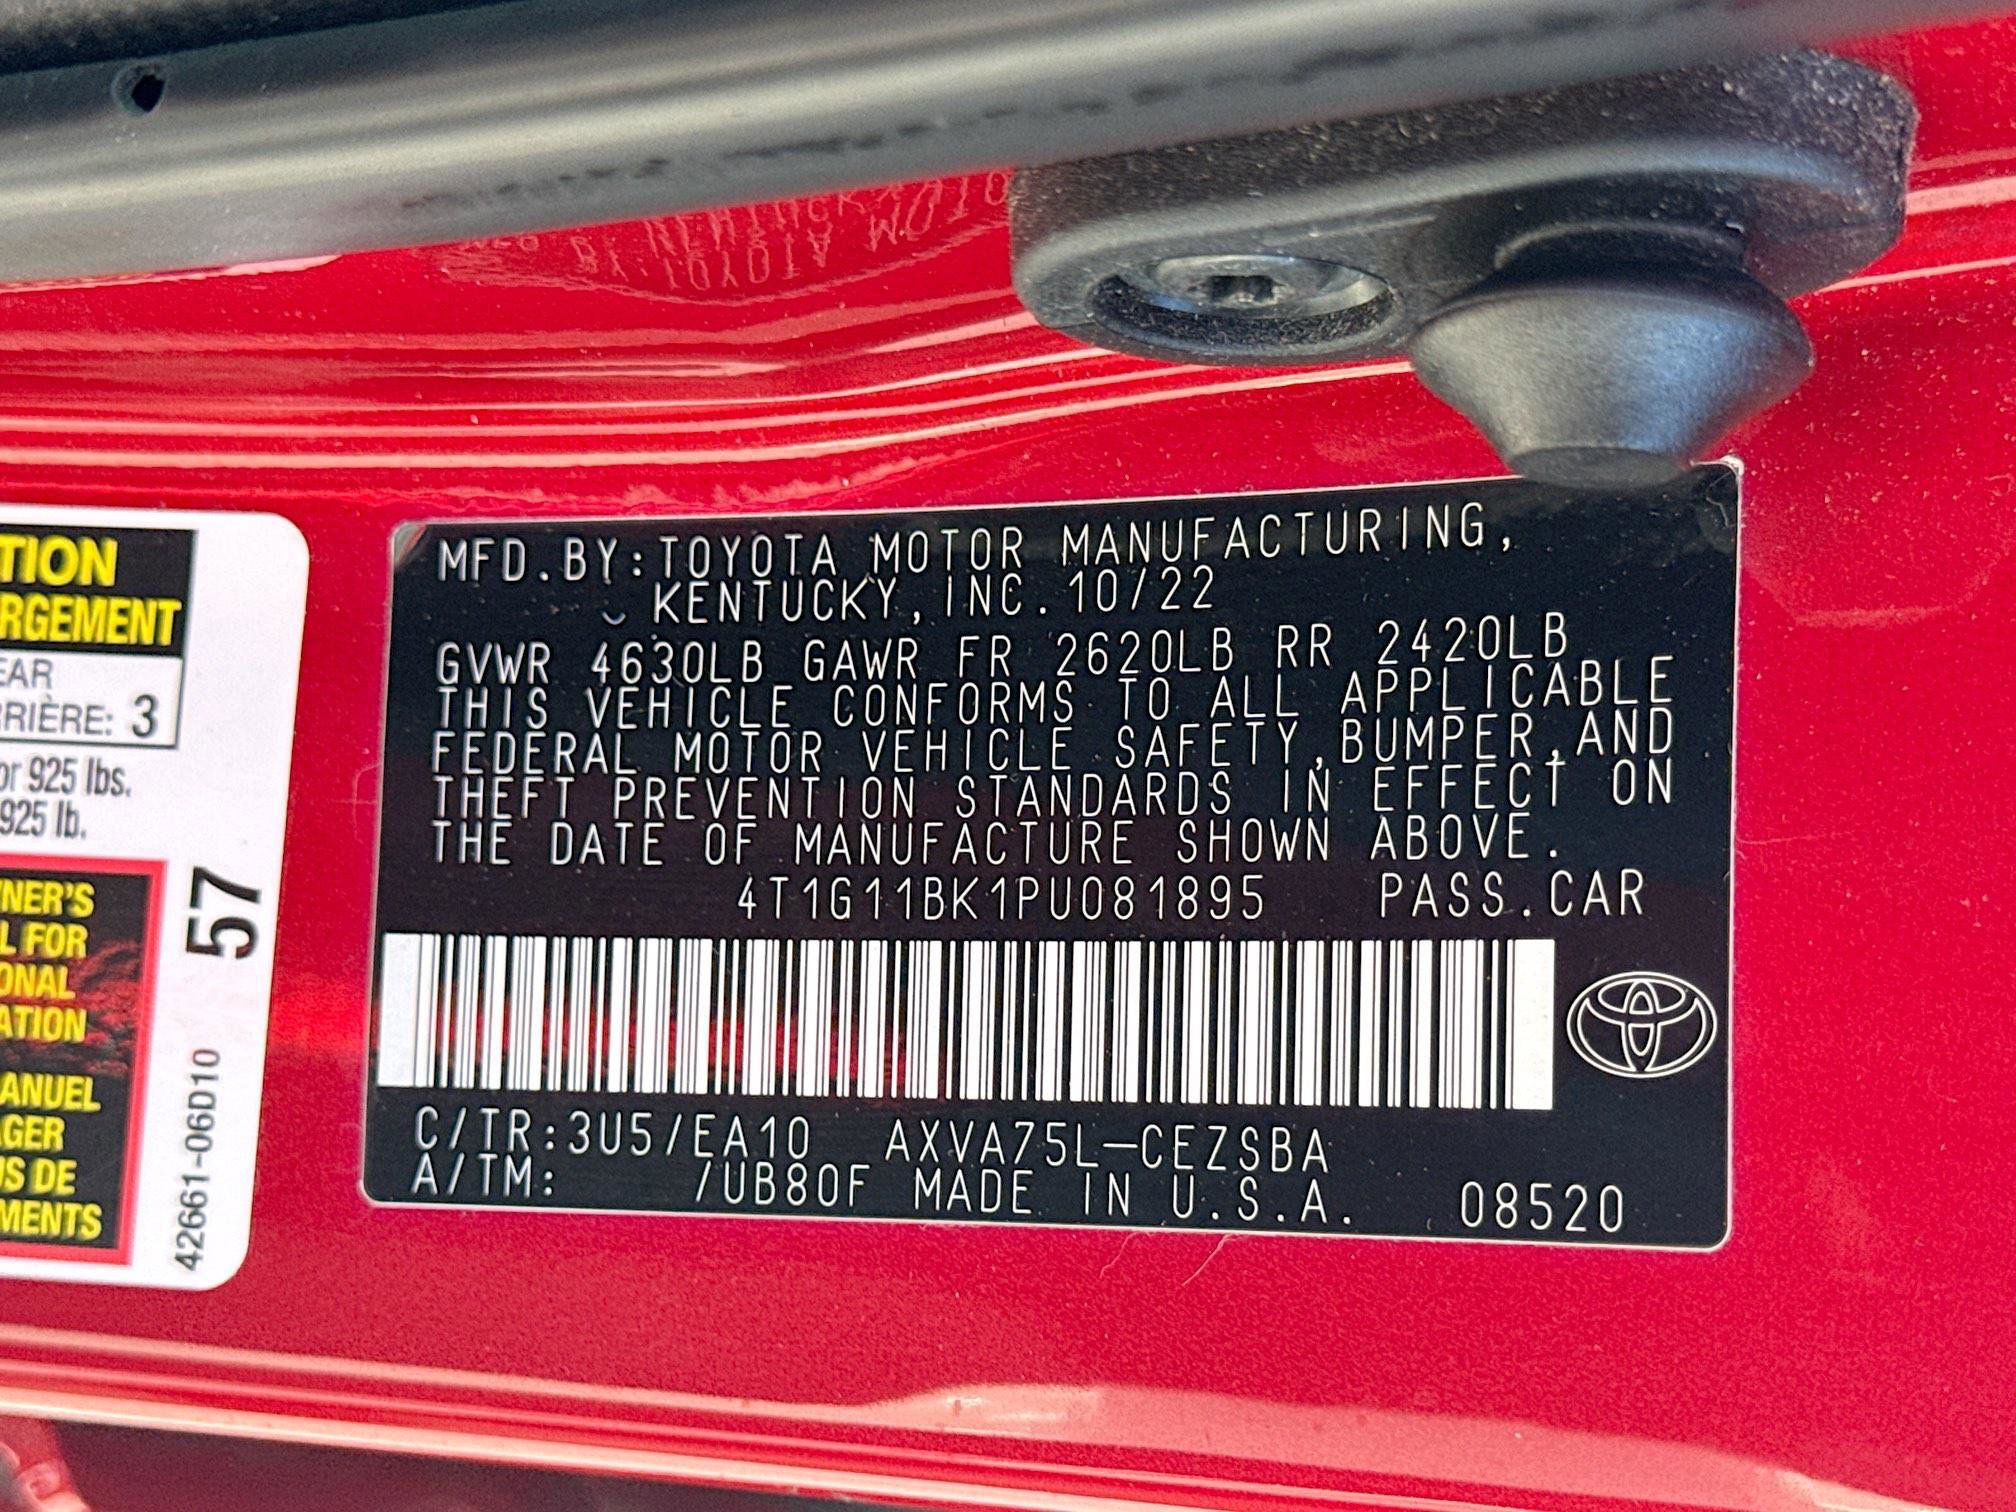 MFD.BY:TOYOTA MOTOR MANUFACTURING,
KENTUCKY,INC.10/22
GVWR 4630LB GAWR FR 2620LB RR 2420LB
THIS VEHICLE CONFORMS TO ALL APPLICABLE
FEDERAL MOTOR VEHICLE SAFETY,BUMPER,AND
THEFT PREVENTION STANDARDS IN EFFECT ON
THE DATE OF MANUFACTURE SHOWN ABOVE.
4T1G11BK1PU081895 PASS.CAR
C/TR:3U5/EA10 AXVA75L-CEZSBA
A/TM: /UB80F MADE IN U.S.A. 08520
TION
RGEMENT
EAR
RRIÈRE: 3
or 925 lbs.
925 lb.
WNER'S
L FOR
ONAL
ATION
ANUEL
AGER
US DE
MENTS
57
42661-06D10